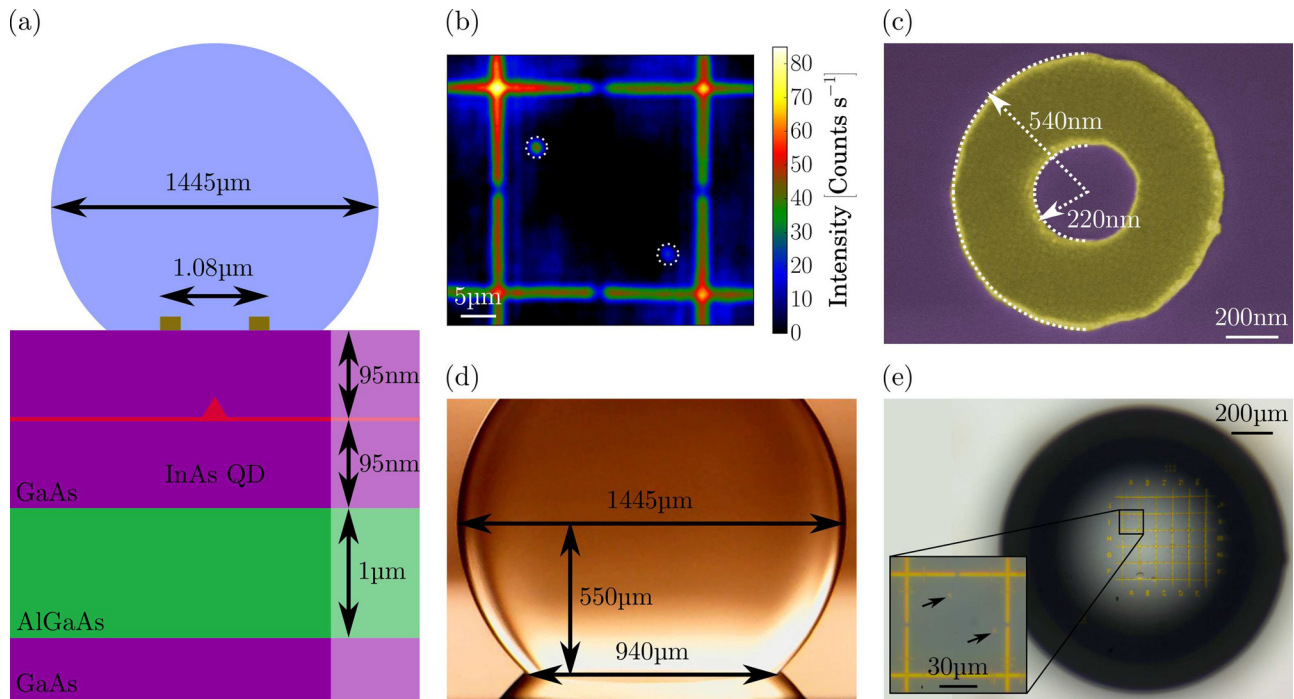 (a)
1445µm
1.08µm
95nm
95nm
InAs QD
GaAs
1µm
AlGaAs
GaAs
(b)
5µm
80
70
60
50
40
30
20
10
0
Intensity [Counts s⁻¹]
(c)
540nm
220nm
200nm
(d)
1445µm
550µm
940µm
(e)
200µm
30µm